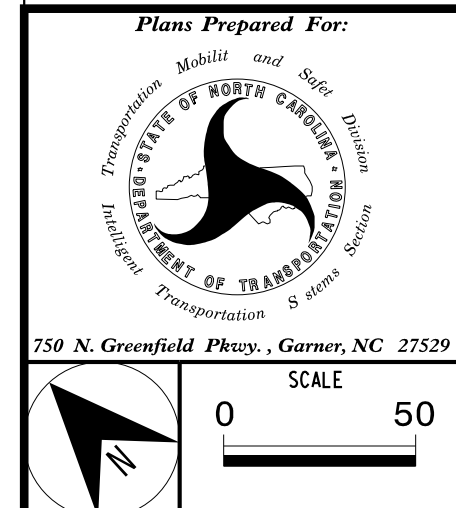 Plans Prepared For:
Transportation Mobilit and Safet Division
STATE OF NORTH CAROLINA
DEPARTMENT OF TRANSPORTATION
Intelligent Transportation S stems Section
750 N. Greenfield Pkwy. , Garner, NC 27529
N
SCALE
0 50